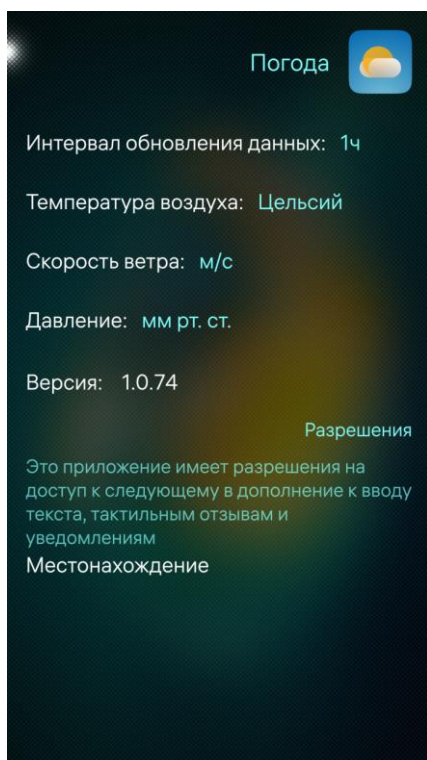 Погода
Интервал обновления данных: 1ч
Температура воздуха: Цельсий
Скорость ветра: м/с
Давление: мм рт. ст.
Версия: 1.0.74
Разрешения
Это приложение имеет разрешения на
доступ к следующему в дополнение к вводу
текста, тактильным отзывам и
уведомлениям
Местонахождение